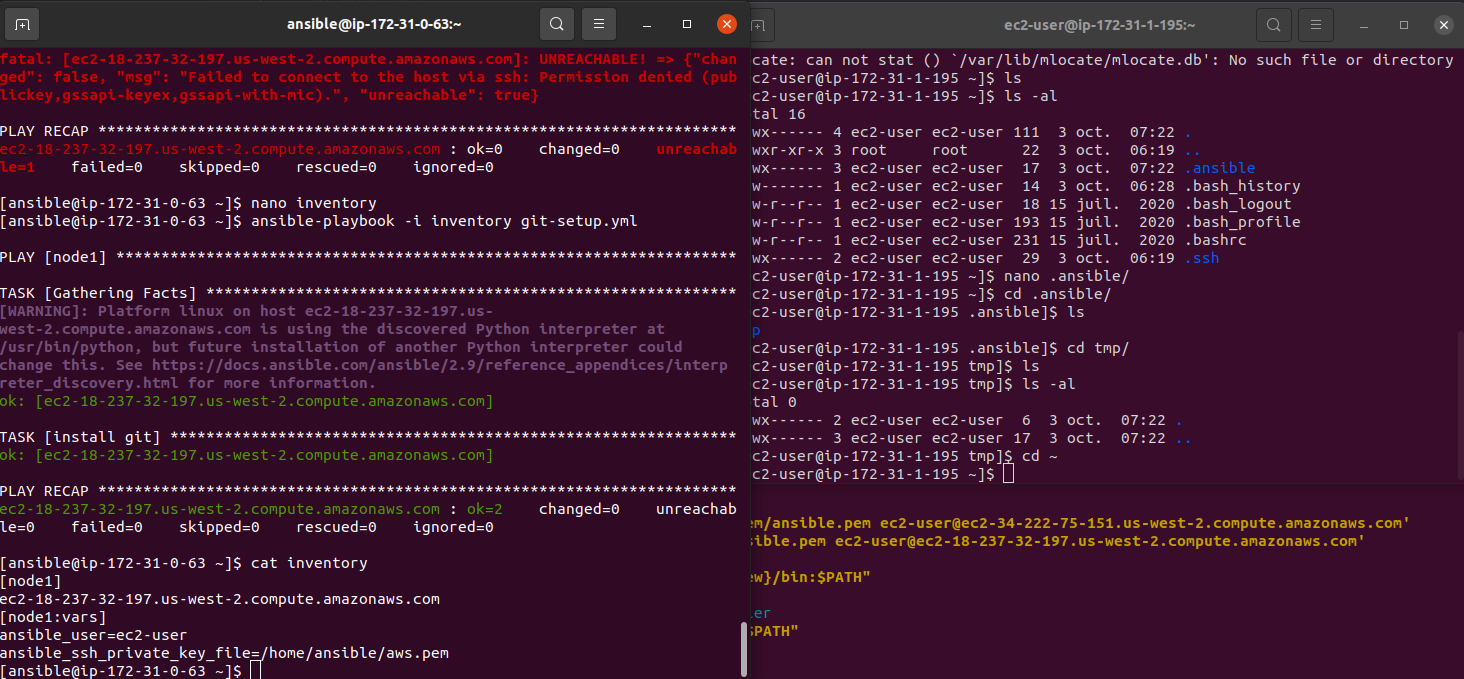 ansible@ip-172-31-0-63:~
fatal: [ec2-18-237-32-197.us-west-2.compute.amazonaws.com]: UNREACHABLE! => {"chan
ged": false, "msg": "Failed to connect to the host via ssh: Permission denied (pub
lickey,gssapi-keyex,gssapi-with-mic).", "unreachable": true}
PLAY RECAP ***********************************************************************
ec2-18-237-32-197.us-west-2.compute.amazonaws.com : ok=0    changed=0    unreachab
le=1    failed=0    skipped=0    rescued=0    ignored=0
[ansible@ip-172-31-0-63 ~]$ nano inventory
[ansible@ip-172-31-0-63 ~]$ ansible-playbook -i inventory git-setup.yml
PLAY [node1] *********************************************************************
TASK [Gathering Facts] ***********************************************************
[WARNING]: Platform linux on host ec2-18-237-32-197.us-
west-2.compute.amazonaws.com is using the discovered Python interpreter at
/usr/bin/python, but future installation of another Python interpreter could
change this. See https://docs.ansible.com/ansible/2.9/reference_appendices/interp
reter_discovery.html for more information.
ok: [ec2-18-237-32-197.us-west-2.compute.amazonaws.com]
TASK [install git] ***************************************************************
ok: [ec2-18-237-32-197.us-west-2.compute.amazonaws.com]
PLAY RECAP ***********************************************************************
ec2-18-237-32-197.us-west-2.compute.amazonaws.com : ok=2    changed=0    unreachab
le=0    failed=0    skipped=0    rescued=0    ignored=0
[ansible@ip-172-31-0-63 ~]$ cat inventory
[node1]
ec2-18-237-32-197.us-west-2.compute.amazonaws.com
[node1:vars]
ansible_user=ec2-user
ansible_ssh_private_key_file=/home/ansible/aws.pem
[ansible@ip-172-31-0-63 ~]$
ec2-user@ip-172-31-1-195:~
cate: can not stat () `/var/lib/mlocate/mlocate.db': No such file or directory
c2-user@ip-172-31-1-195 ~]$ ls
c2-user@ip-172-31-1-195 ~]$ ls -al
tal 16
wx------ 4 ec2-user ec2-user 111  3 oct.  07:22 .
wxr-xr-x 3 root     root      22  3 oct.  06:19 ..
wx------ 3 ec2-user ec2-user  17  3 oct.  07:22 .ansible
w------- 1 ec2-user ec2-user  14  3 oct.  06:28 .bash_history
w-r--r-- 1 ec2-user ec2-user  18 15 juil.  2020 .bash_logout
w-r--r-- 1 ec2-user ec2-user 193 15 juil.  2020 .bash_profile
w-r--r-- 1 ec2-user ec2-user 231 15 juil.  2020 .bashrc
wx------ 2 ec2-user ec2-user  29  3 oct.  06:19 .ssh
c2-user@ip-172-31-1-195 ~]$ nano .ansible/
c2-user@ip-172-31-1-195 ~]$ cd .ansible/
c2-user@ip-172-31-1-195 .ansible]$ ls
p
c2-user@ip-172-31-1-195 .ansible]$ cd tmp/
c2-user@ip-172-31-1-195 tmp]$ ls
c2-user@ip-172-31-1-195 tmp]$ ls -al
tal 0
wx------ 2 ec2-user ec2-user  6  3 oct.  07:22 .
wx------ 3 ec2-user ec2-user 17  3 oct.  07:22 ..
c2-user@ip-172-31-1-195 tmp]$ cd ~
c2-user@ip-172-31-1-195 ~]$
em/ansible.pem ec2-user@ec2-34-222-75-151.us-west-2.compute.amazonaws.com'
sible.pem ec2-user@ec2-18-237-32-197.us-west-2.compute.amazonaws.com'
ew}/bin:$PATH"
ler
$PATH"